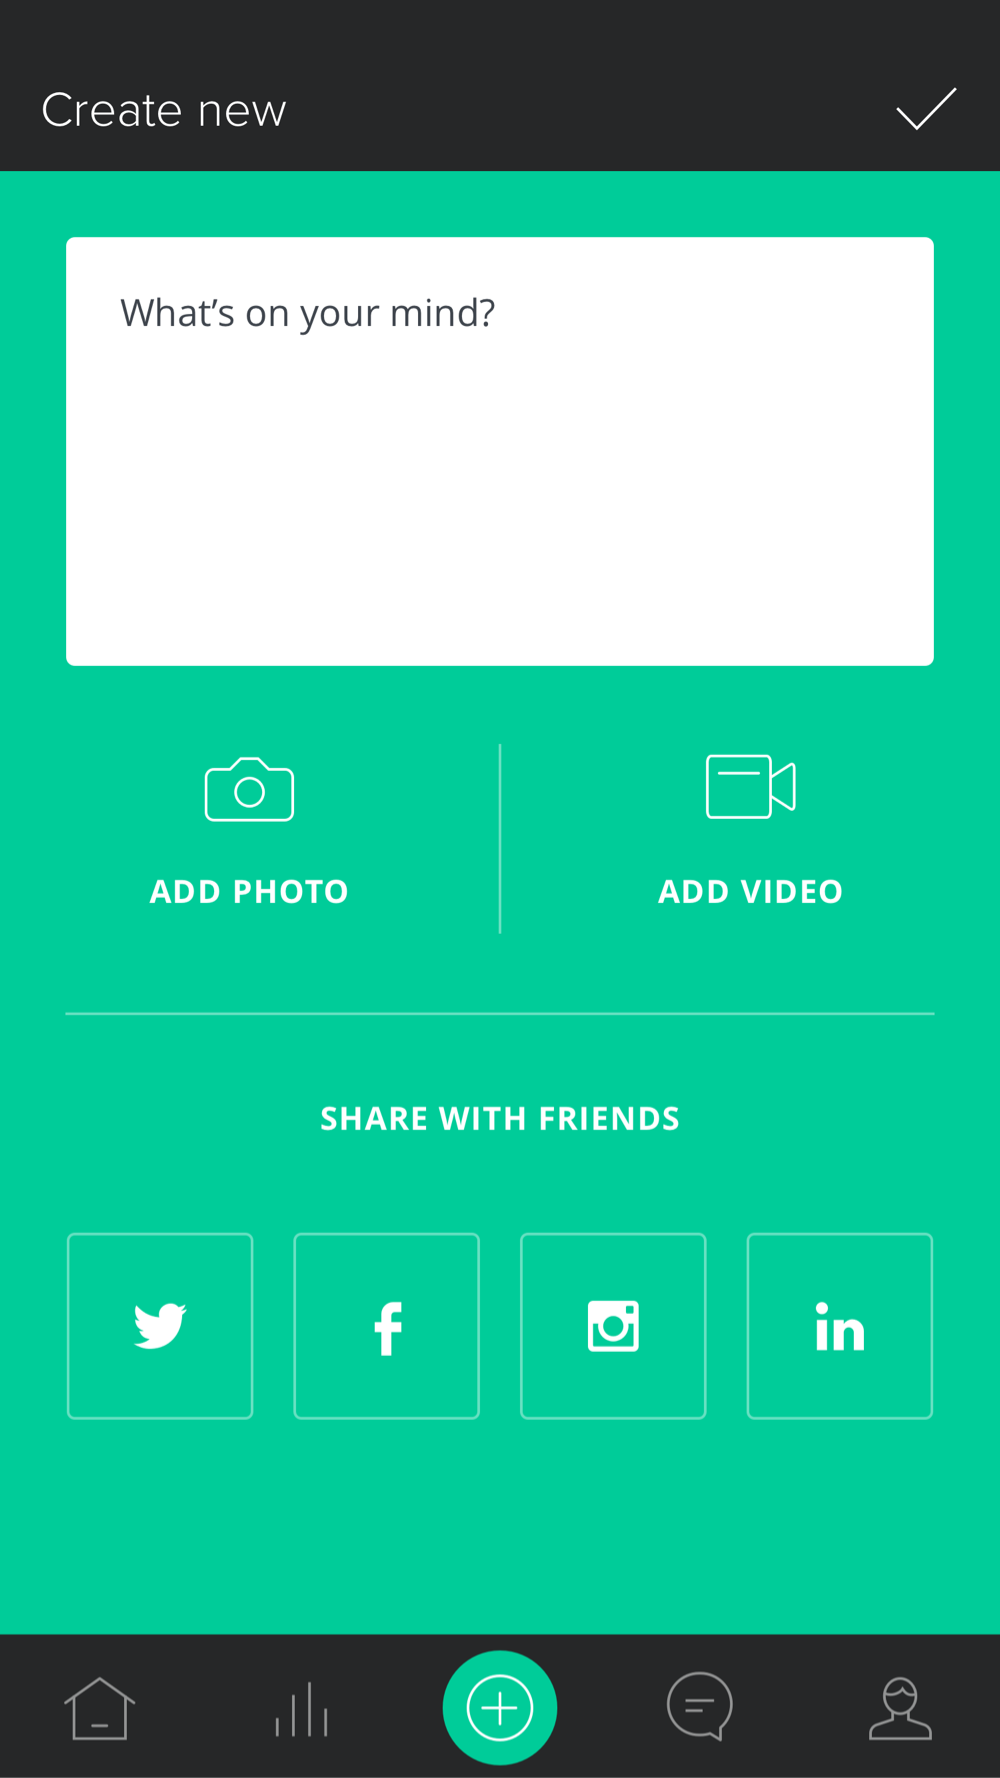 Create new
What’s on your mind?
ADD PHOTO
ADD VIDEO
SHARE WITH FRIENDS
f
in